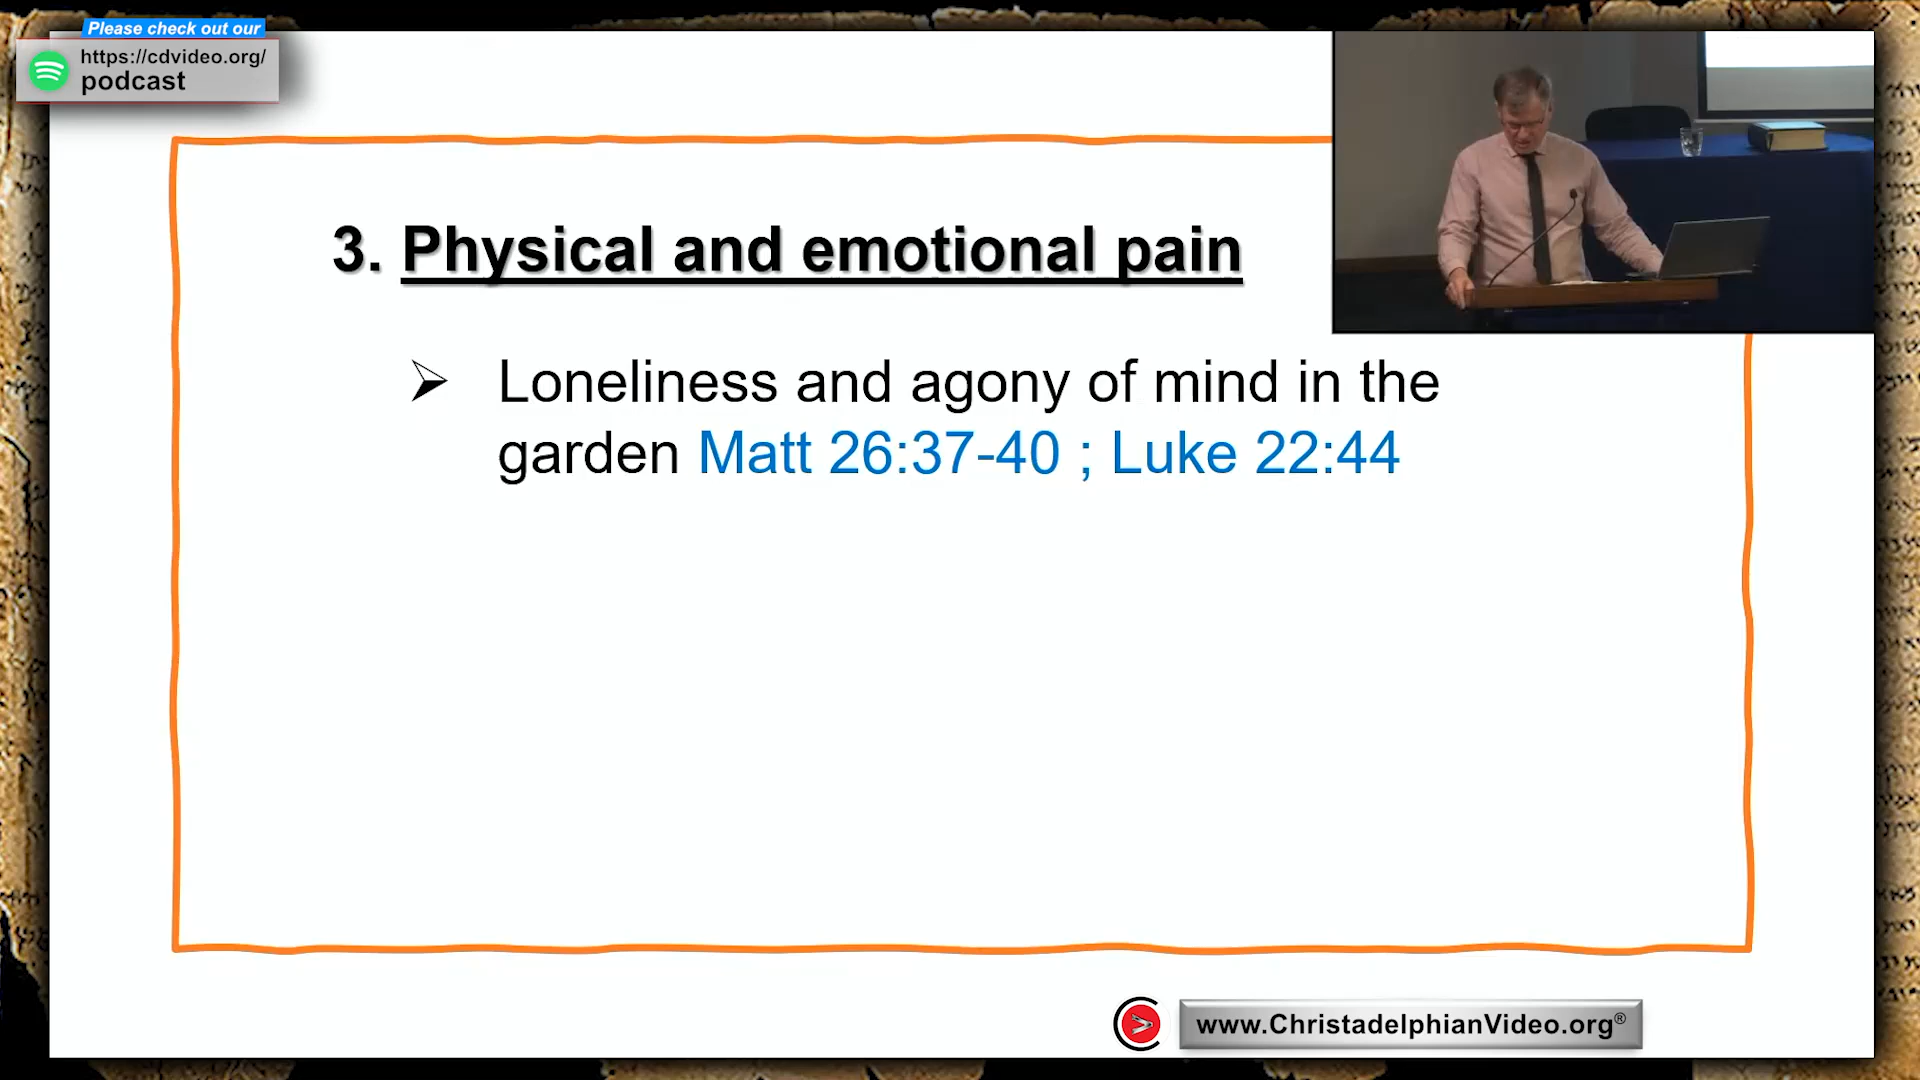 Please check out our
https://cdvideo.org/
podcast
3. Physical and emotional pain
➢ Loneliness and agony of mind in the
garden Matt 26:37-40 ; Luke 22:44
www.ChristadelphianVideo.org®